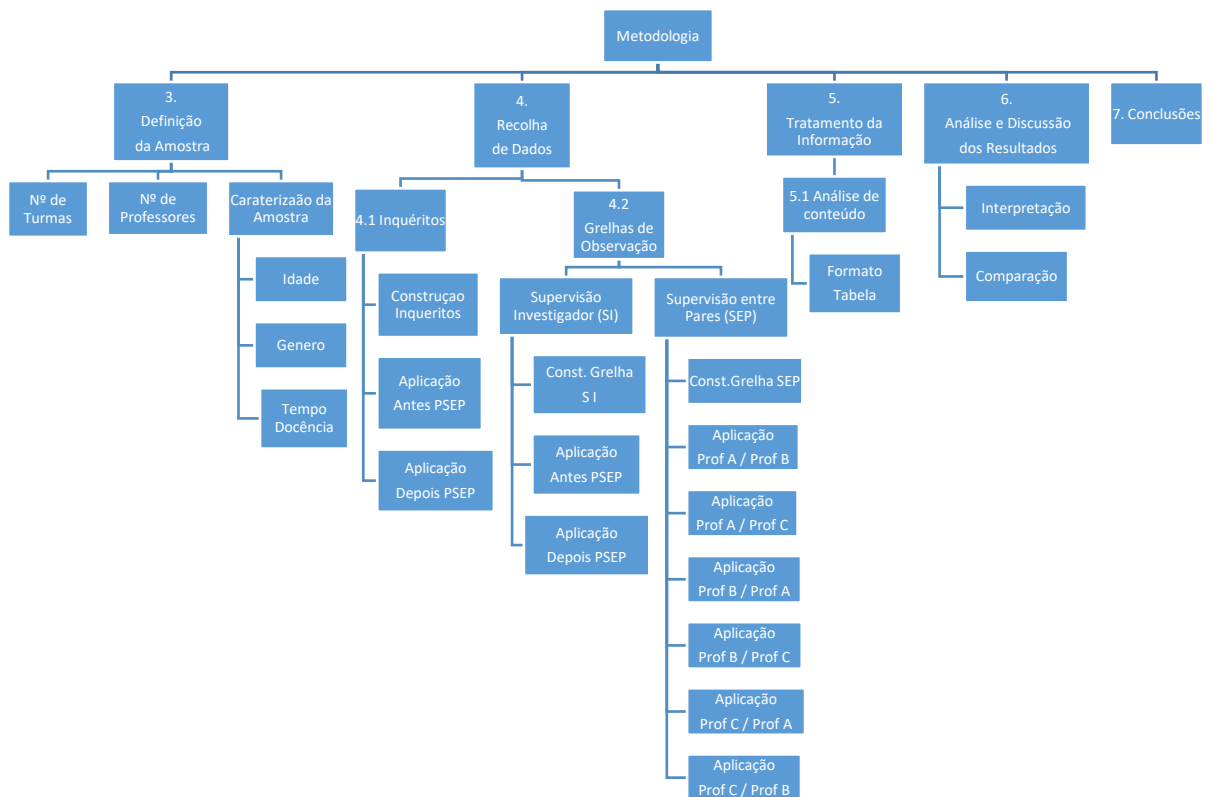 Metodologia
3.
Definição
da Amostra
Nº de
Turmas
Nº de
Professores
Caraterizaão da
Amostra
Idade
Genero
Tempo
Docência
4.
Recolha
de Dados
4.1 Inquéritos
Construçao
Inqueritos
Aplicação
Antes PSEP
Aplicação
Depois PSEP
4.2
Grelhas de
Observação
Supervisão
Investigador (SI)
Const. Grelha
S I
Aplicação
Antes PSEP
Aplicação
Depois PSEP
Supervisão entre
Pares (SEP)
Const.Grelha SEP
Aplicação
Prof A / Prof B
Aplicação
Prof A / Prof C
Aplicação
Prof B / Prof A
Aplicação
Prof B / Prof C
Aplicação
Prof C / Prof A
Aplicação
Prof C / Prof B
5.
Tratamento da
Informação
5.1 Análise de
conteúdo
Formato
Tabela
6.
Análise e Discussão
dos Resultados
Interpretação
Comparação
7. Conclusões